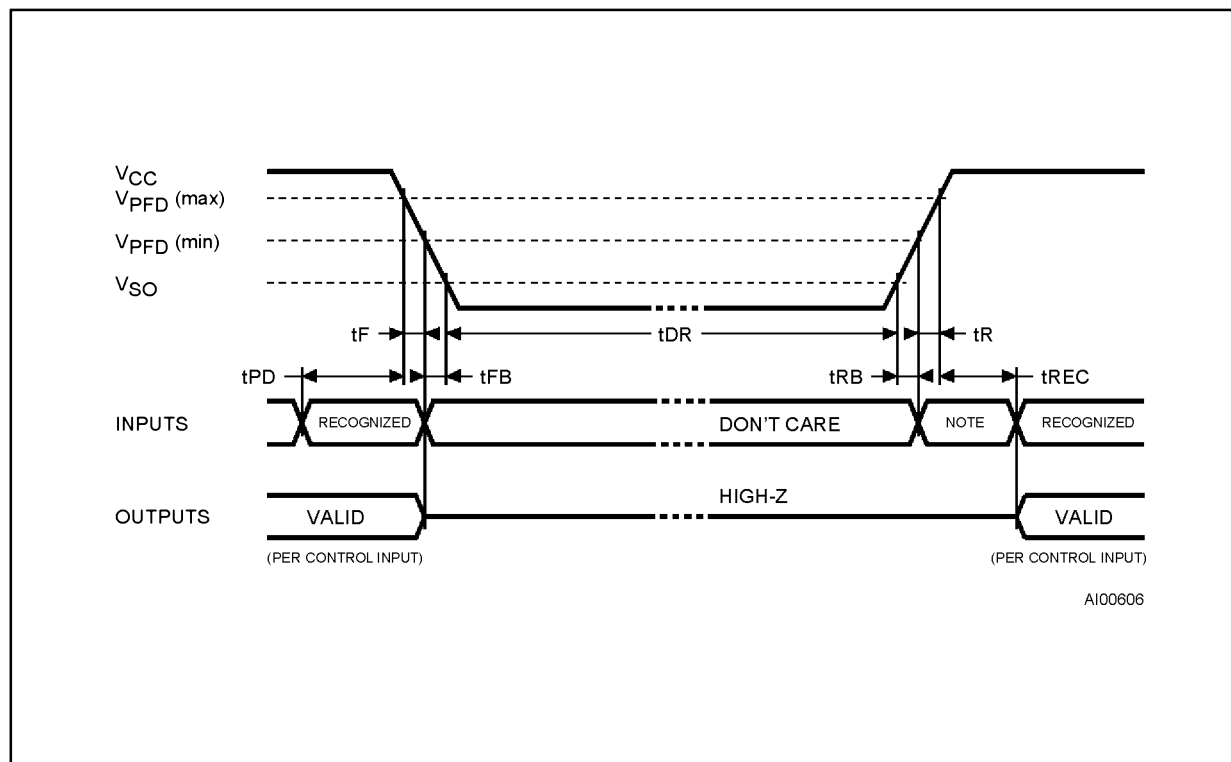 VCC
VPFD (max)
VPFD (min)
VSO
tF
tDR
tR
tPD
tFB
tRB
tREC
INPUTS
RECOGNIZED
DON'T CARE
NOTE
RECOGNIZED
HIGH-Z
OUTPUTS
VALID
VALID
(PER CONTROL INPUT)
(PER CONTROL INPUT)
AI00606